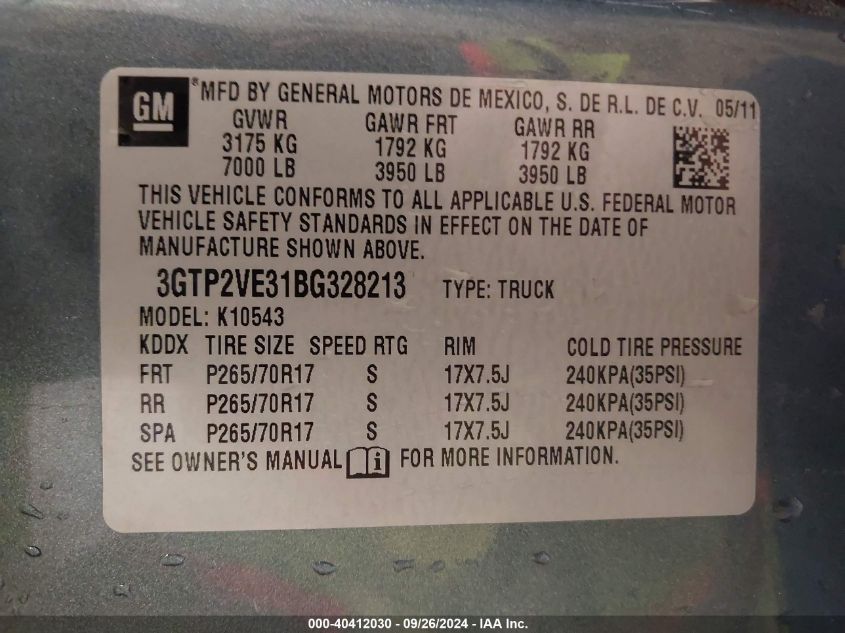 GM
®MFD BY GENERAL MOTORS DE MEXICO, S. DE R.L. DE C.V. 05/11
GVWR GAWR FRT GAWR RR
3175 KG 1792 KG 1792 KG
7000 LB 3950 LB 3950 LB
THIS VEHICLE CONFORMS TO ALL APPLICABLE U.S. FEDERAL MOTOR
VEHICLE SAFETY STANDARDS IN EFFECT ON THE DATE OF
MANUFACTURE SHOWN ABOVE.
3GTP2VE31BG328213 TYPE: TRUCK
MODEL: K10543
KDDX TIRE SIZE SPEED RTG RIM COLD TIRE PRESSURE
FRT P265/70R17 S 17X7.5J 240KPA(35PSI)
RR P265/70R17 S 17X7.5J 240KPA(35PSI)
SPA P265/70R17 S 17X7.5J 240KPA(35PSI)
SEE OWNER'S MANUAL i FOR MORE INFORMATION.
000-40412030 - 09/26/2024 - IAA Inc.